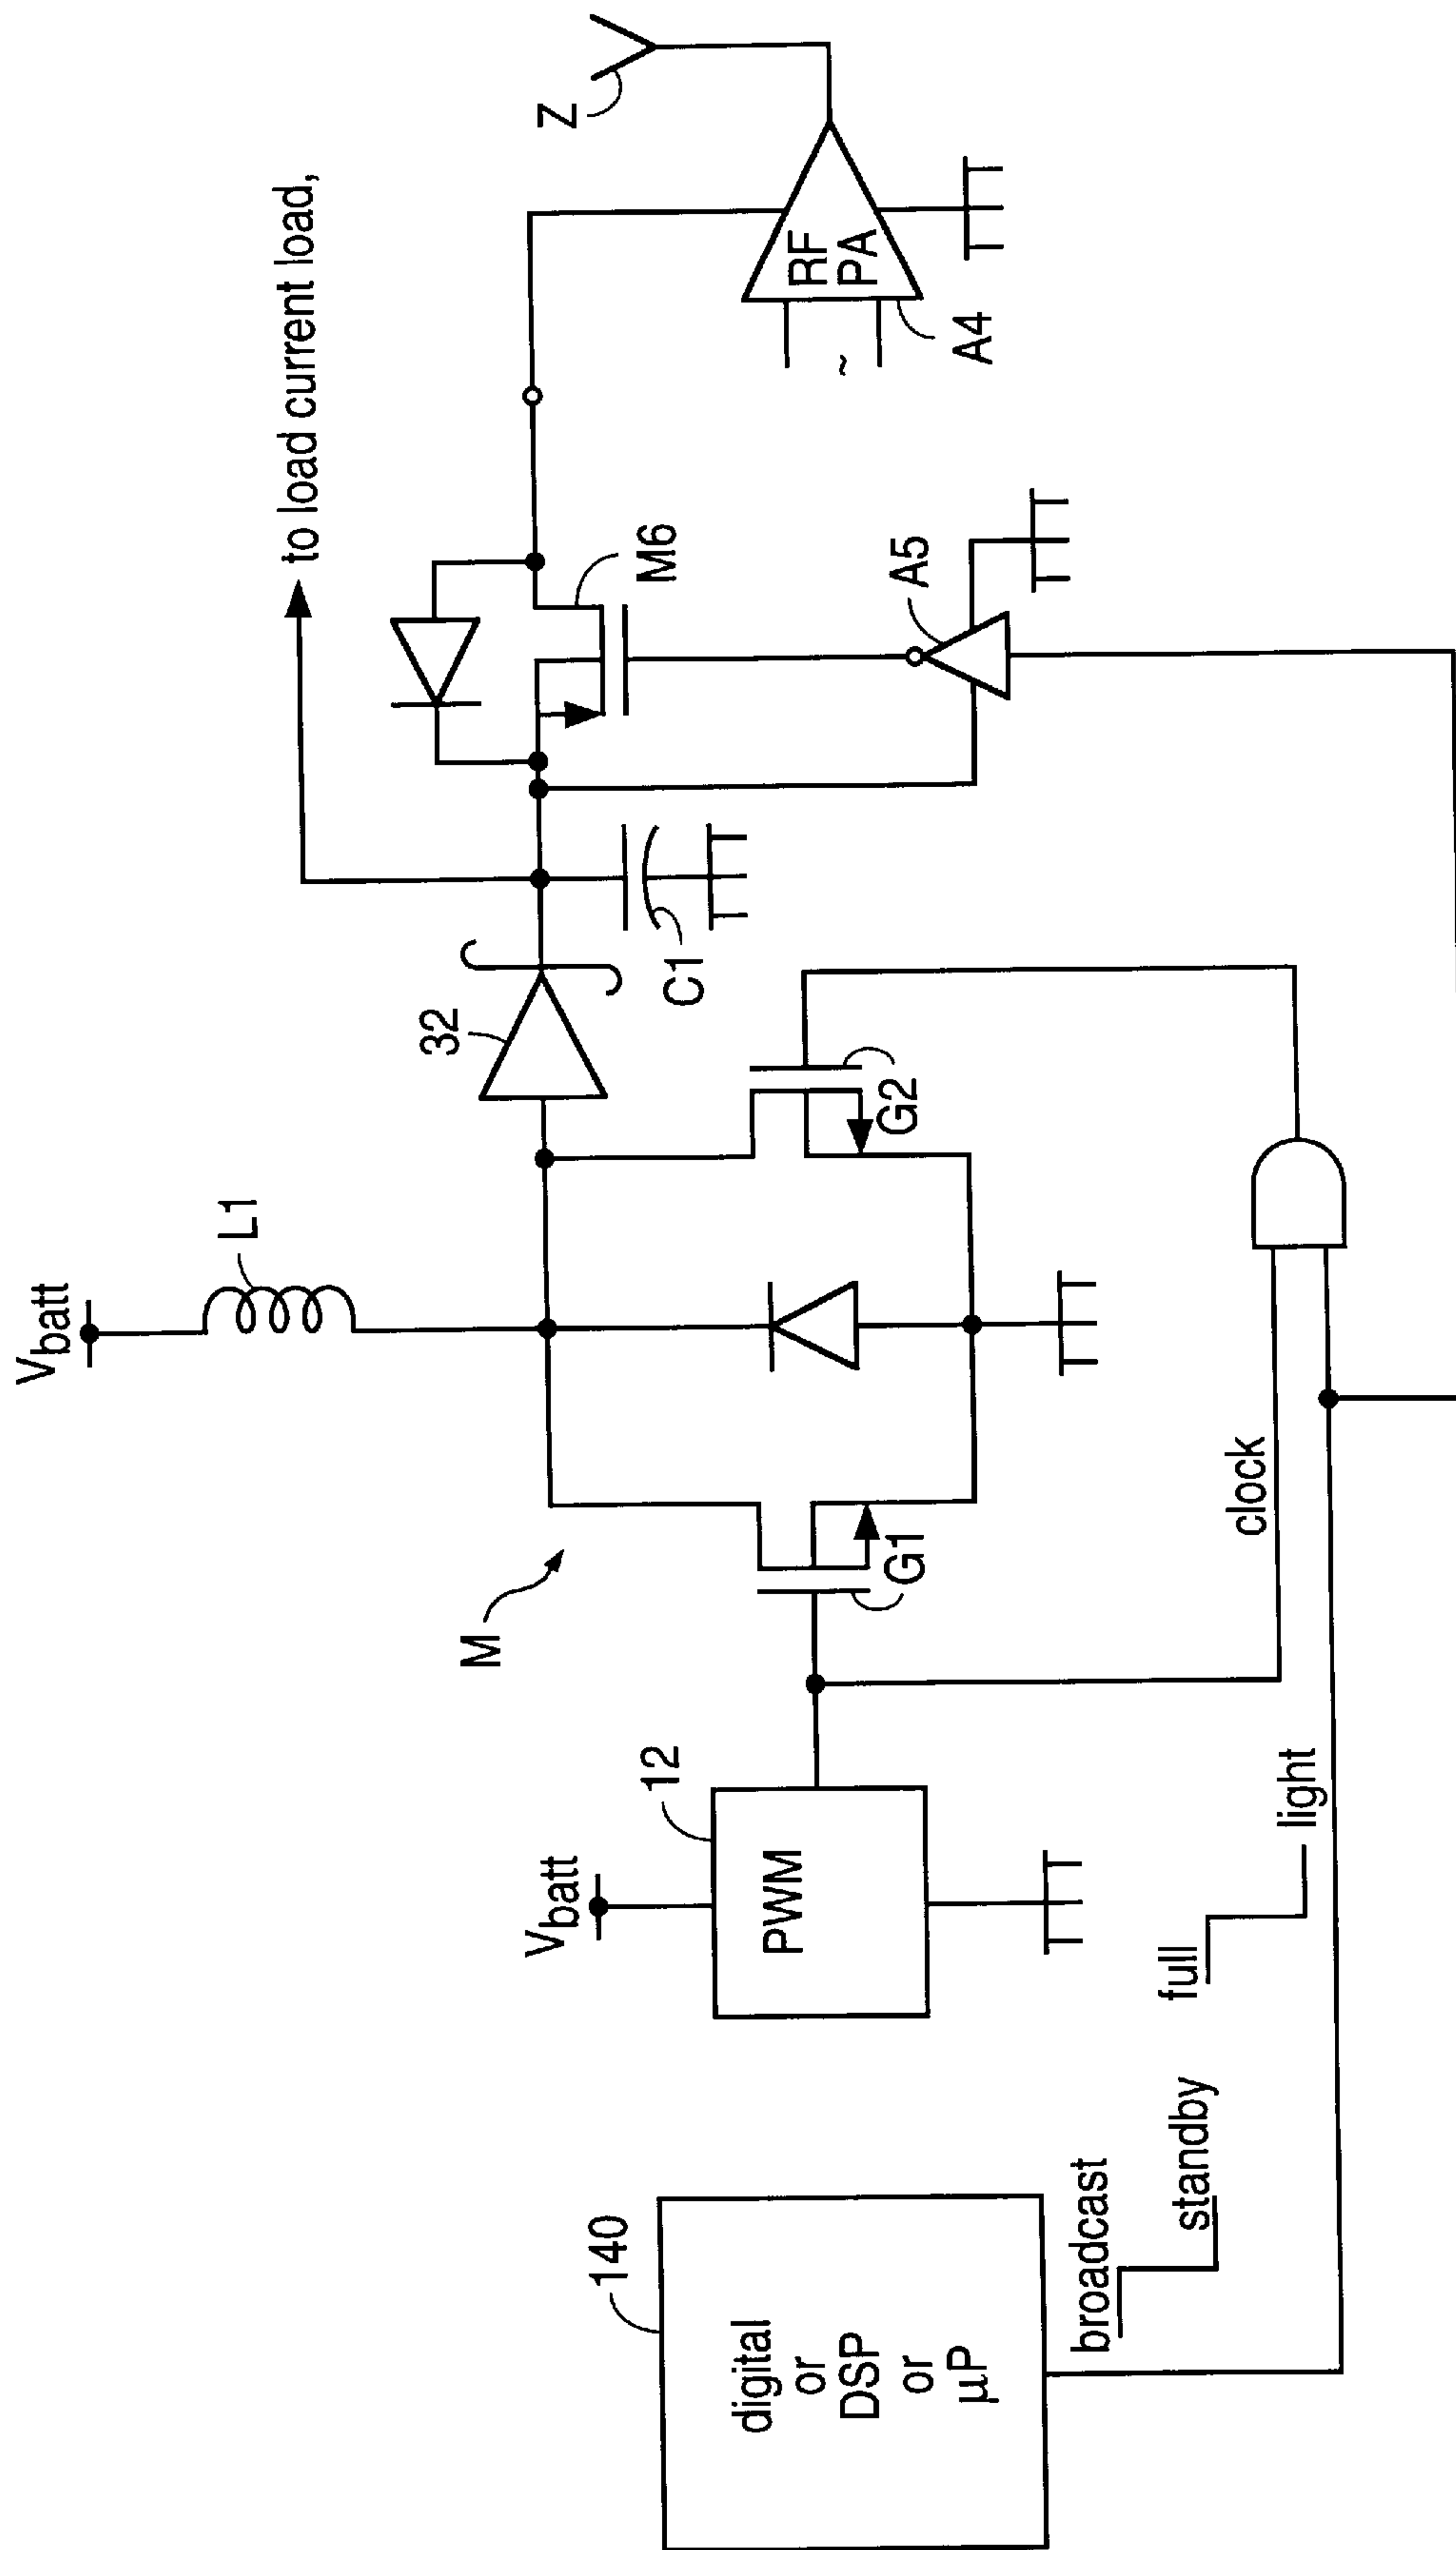 Vbatt
L1
to load current load,
Z
M
32
M6
RF
PA
A4
C1
A5
G1
G2
Vbatt
12
PWM
140
digital
or
DSP
or
µP
clock
full
light
broadcast
standby
~